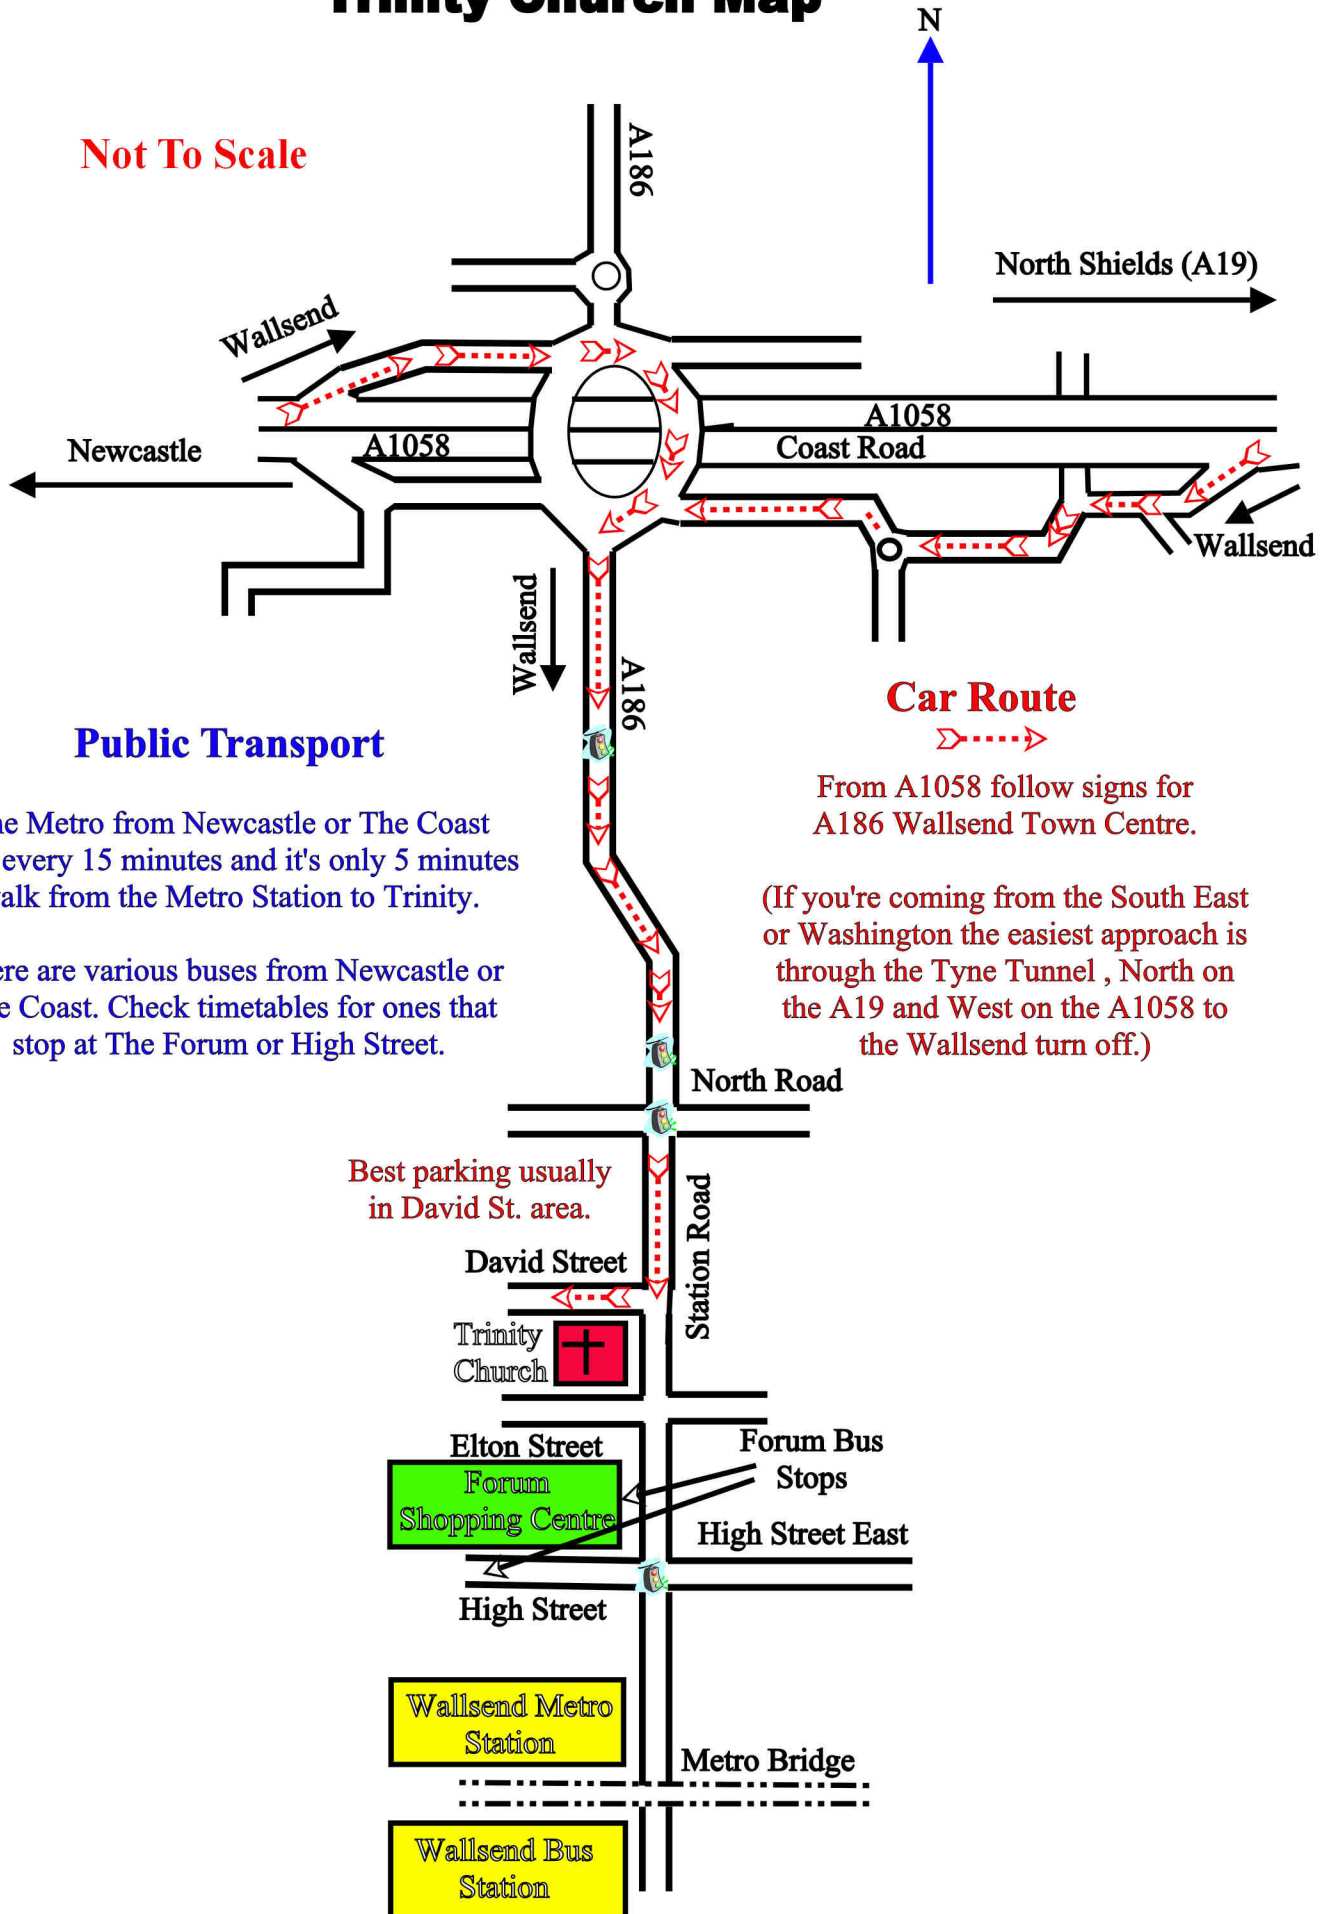 Trinity Church Map
N
Not To Scale
A186
North Shields (A19)
Wallsend
Newcastle
A1058
A1058
Coast Road
Wallsend
Wallsend
A186
Car Route
From A1058 follow signs for
A186 Wallsend Town Centre.
(If you're coming from the South East
or Washington the easiest approach is
through the Tyne Tunnel , North on
the A19 and West on the A1058 to
the Wallsend turn off.)
Public Transport
Metro from Newcastle or The Coast
every 15 minutes and it's only 5 minutes
from the Metro Station to Trinity.
are various buses from Newcastle or
Coast. Check timetables for ones that
stop at The Forum or High Street.
North Road
Best parking usually
in David St. area.
David Street
Station Road
Trinity
Church
Elton Street
Forum Bus
Stops
Forum
Shopping Centre
High Street East
High Street
Wallsend Metro
Station
Metro Bridge
Wallsend Bus
Station